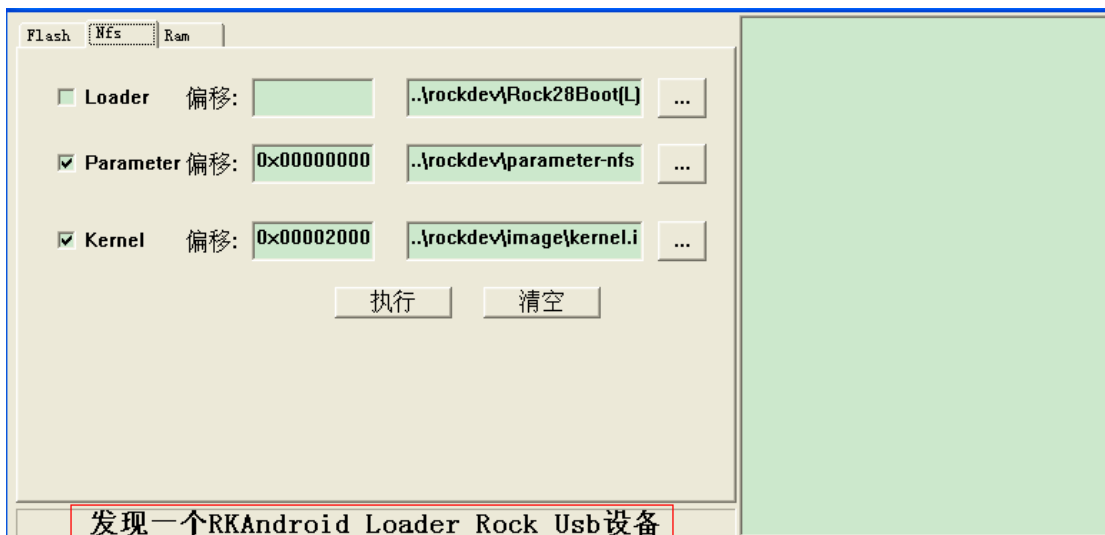 Flash Nfs Ram
Loader 偏移: ..\rockdev\Rock28Boot(L) ...
Parameter 偏移: 0x00000000 ..\rockdev\parameter-nfs ...
Kernel 偏移: 0x00002000 ..\rockdev\image\kernel.i ...
执行 清空
发现一个RKAndroid Loader Rock Usb设备